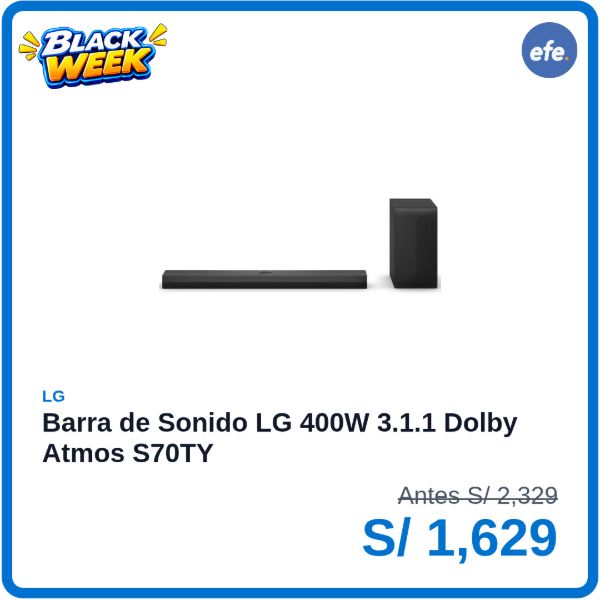 BLACK
WEEK
efe.
LG
Barra de Sonido LG 400W 3.1.1 Dolby
Atmos S70TY
Antes S/ 2,329
S/ 1,629